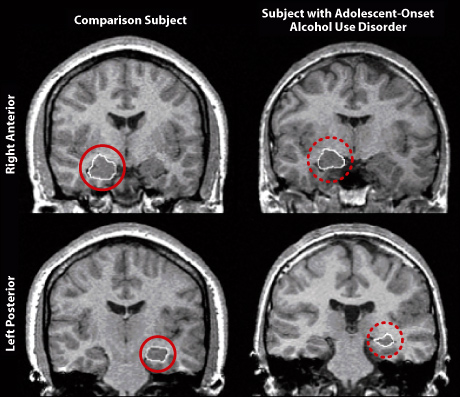 Comparison Subject
Subject with Adolescent-Onset
Alcohol Use Disorder
Right Anterior
Left Posterior